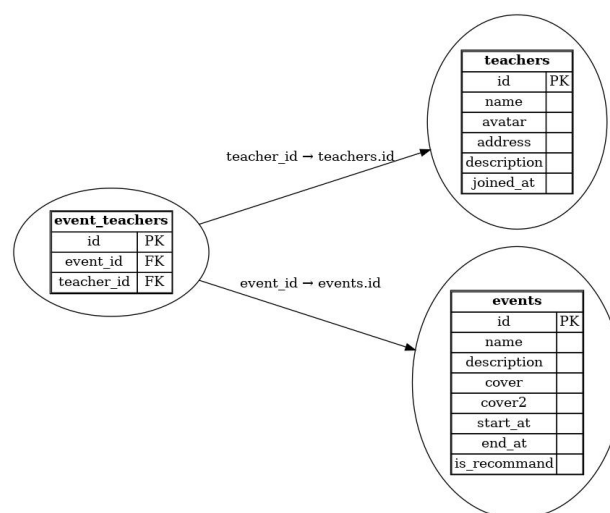 teachers
id PK
name
avatar
address
description
joined_at
teacher_id → teachers.id
event_teachers
id PK
event_id FK
teacher_id FK
event_id → events.id
events
id PK
name
description
cover
cover2
start_at
end_at
is_recommand